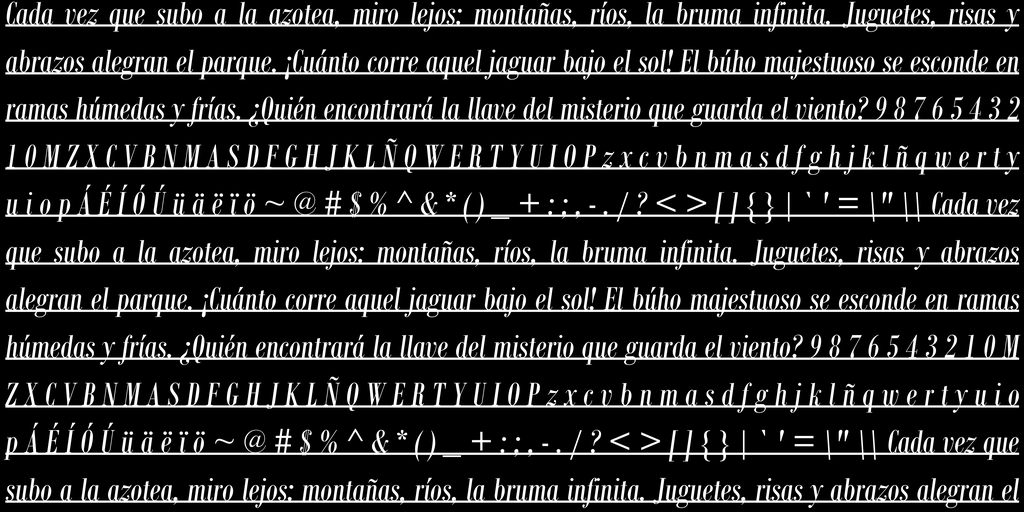 Cada vez que subo a la azotea, miro lejos: montañas, ríos, la bruma infinita. Juguetes, risas y
abrazos alegran el parque. ¡Cuánto corre aquel jaguar bajo el sol! El búho majestuoso se esconde en
ramas húmedas y frías. ¿Quién encontrará la llave del misterio que guarda el viento? 9 8 7 6 5 4 3 2
1 0 M Z X C V B N M A S D F G H J K L Ñ Q W E R T Y U I O P z x c v b n m a s d f g h j k l ñ q w e r t y
u i o p Á É Í Ó Ú ü ä ë ï ö ~ @ # $ % ^ & * ( ) _ + : ; , - . / ? < > [ ] { } | ` ' = \ " \ \ Cada vez
que subo a la azotea, miro lejos: montañas, ríos, la bruma infinita. Juguetes, risas y abrazos
alegran el parque. ¡Cuánto corre aquel jaguar bajo el sol! El búho majestuoso se esconde en ramas
húmedas y frías. ¿Quién encontrará la llave del misterio que guarda el viento? 9 8 7 6 5 4 3 2 1 0 M
Z X C V B N M A S D F G H J K L Ñ Q W E R T Y U I O P z x c v b n m a s d f g h j k l ñ q w e r t y u i o
p Á É Í Ó Ú ü ä ë ï ö ~ @ # $ % ^ & * ( ) _ + : ; , - . / ? < > [ ] { } | ` ' = \ " \ \ Cada vez que
subo a la azotea, miro lejos: montañas, ríos, la bruma infinita. Juguetes, risas y abrazos alegran el